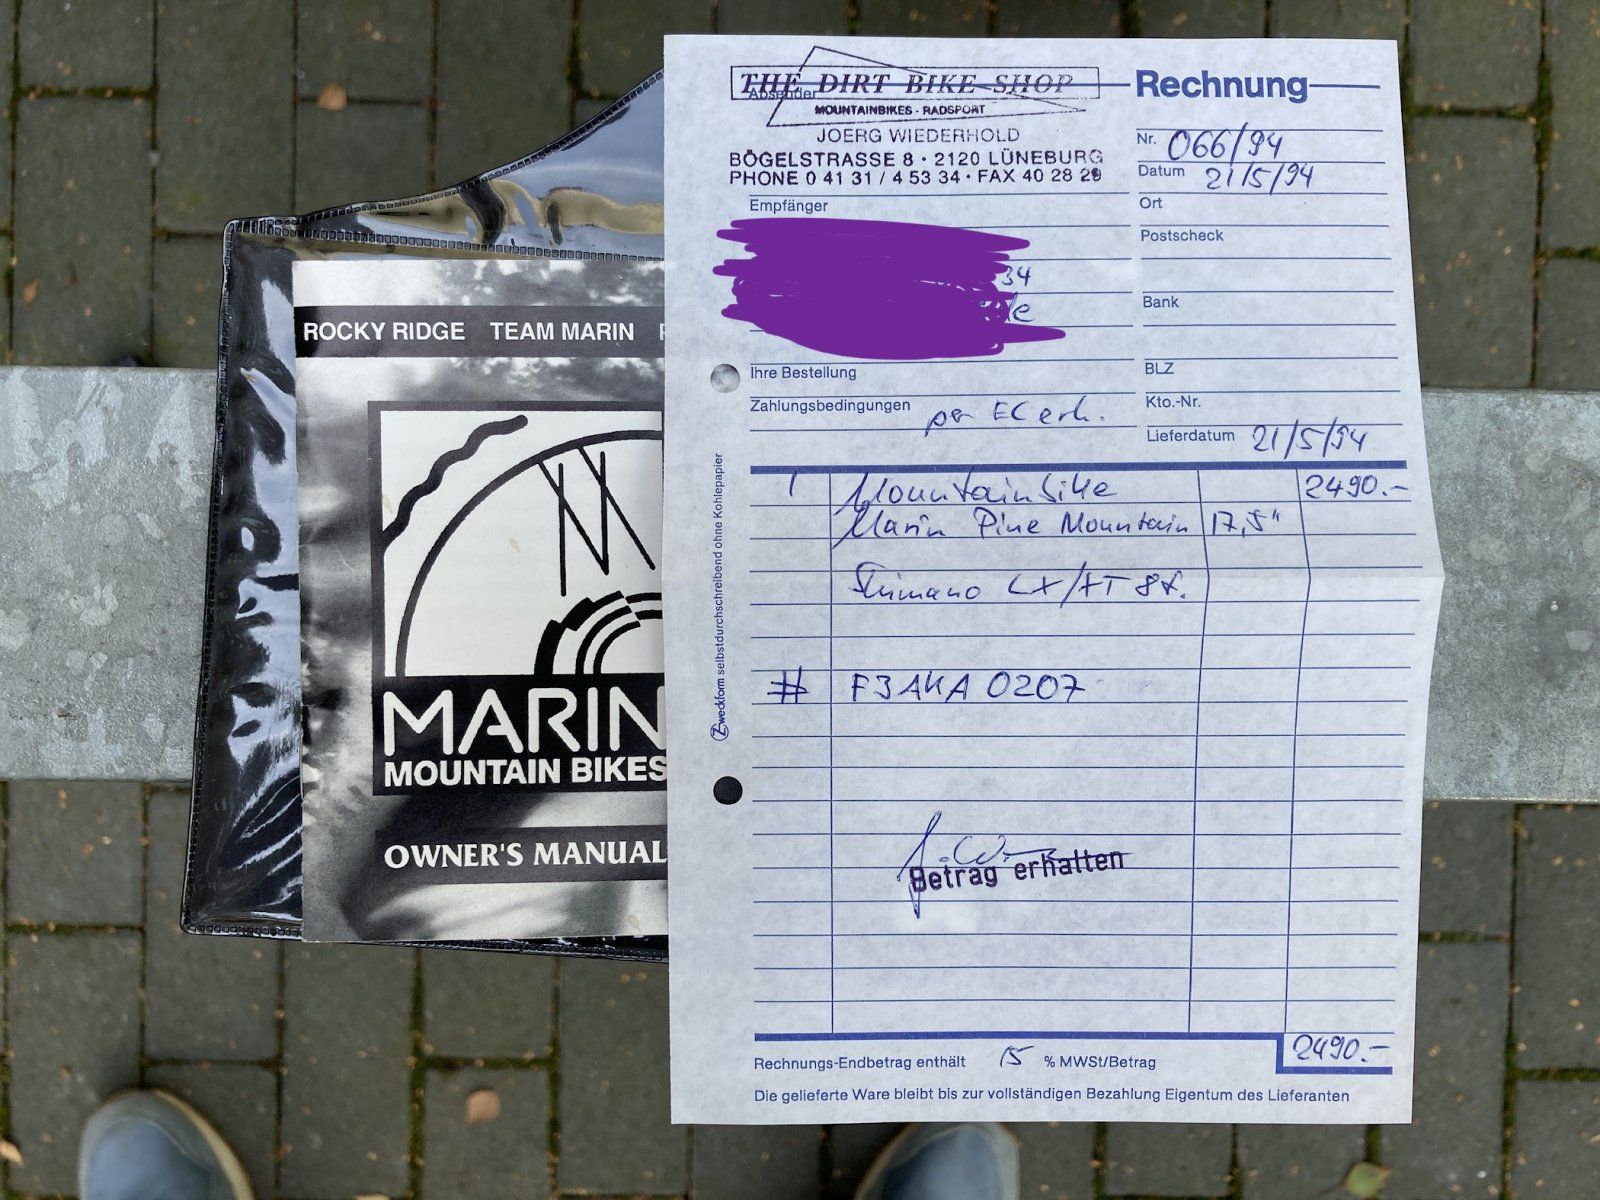 ROCKY RIDGE TEAM MARIN
MARIN
MOUNTAIN BIKES
OWNER'S MANUAL
THE DIRT BIKE SHOP
Absender
MOUNTAINBIKES - RADSPORT
JOERG WIEDERHOLD
BÖGELSTRASSE 8 · 2120 LÜNEBURG
PHONE 0 41 31 / 4 53 34 · FAX 40 28 29
Rechnung
Nr. 066/94
Datum 21/5/94
Ort
Postscheck
Bank
BLZ
Kto.-Nr.
Lieferdatum 21/5/94
Empfänger
34
Ihre Bestellung
Zahlungsbedingungen per EC erh.
1 Mountainbike 2490.-
Marin Pine Mountain 17,5"
Shimano LX/XT 8f.
# F3AKA 0207
Betrag erhalten
Rechnungs-Endbetrag enthält 15 % MWSt/Betrag 2490.-
Die gelieferte Ware bleibt bis zur vollständigen Bezahlung Eigentum des Lieferanten
Zweckform selbstdurchschreibend ohne Kohlepapier